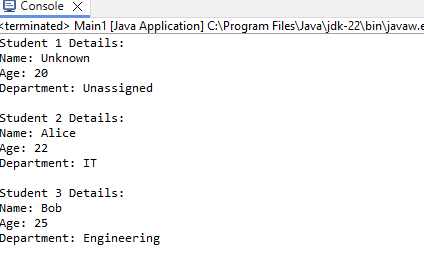 Console
<terminated> Main1 [Java Application] C:\Program Files\Java\jdk-22\bin\javaw.e
Student 1 Details:
Name: Unknown
Age: 20
Department: Unassigned
Student 2 Details:
Name: Alice
Age: 22
Department: IT
Student 3 Details:
Name: Bob
Age: 25
Department: Engineering